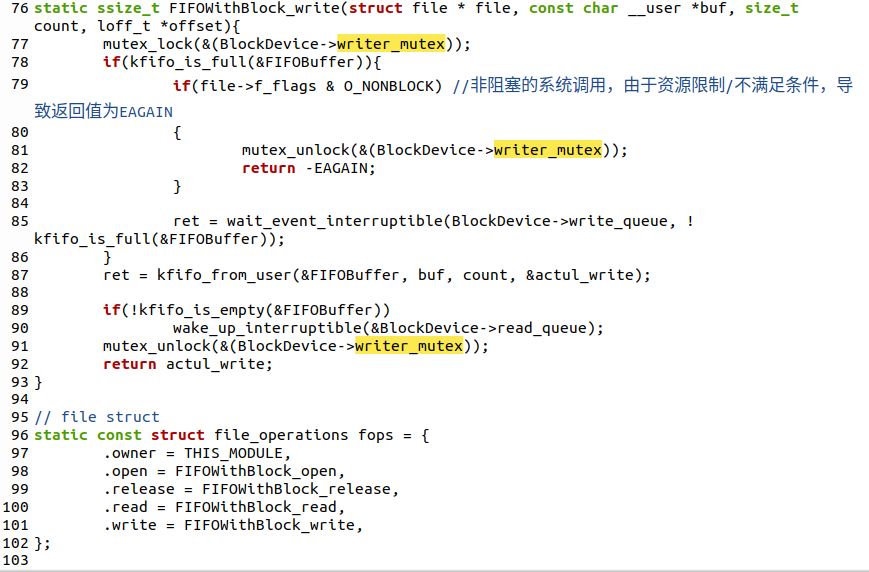 76 static ssize_t FIFOWithBlock_write(struct file * file, const char __user *buf, size_t
count, loff_t *offset){
77 mutex_lock(&(BlockDevice->writer_mutex));
78 if(kfifo_is_full(&FIFOBuffer)){
79 if(file->f_flags & O_NONBLOCK) //非阻塞的系统调用，由于资源限制/不满足条件，导
致返回值为EAGAIN
80 {
81 mutex_unlock(&(BlockDevice->writer_mutex));
82 return -EAGAIN;
83 }
84
85 ret = wait_event_interruptible(BlockDevice->write_queue, !
kfifo_is_full(&FIFOBuffer));
86 }
87 ret = kfifo_from_user(&FIFOBuffer, buf, count, &actul_write);
88
89 if(!kfifo_is_empty(&FIFOBuffer))
90 wake_up_interruptible(&BlockDevice->read_queue);
91 mutex_unlock(&(BlockDevice->writer_mutex));
92 return actul_write;
93 }
94
95 // file struct
96 static const struct file_operations fops = {
97 .owner = THIS_MODULE,
98 .open = FIFOWithBlock_open,
99 .release = FIFOWithBlock_release,
100 .read = FIFOWithBlock_read,
101 .write = FIFOWithBlock_write,
102 };
103